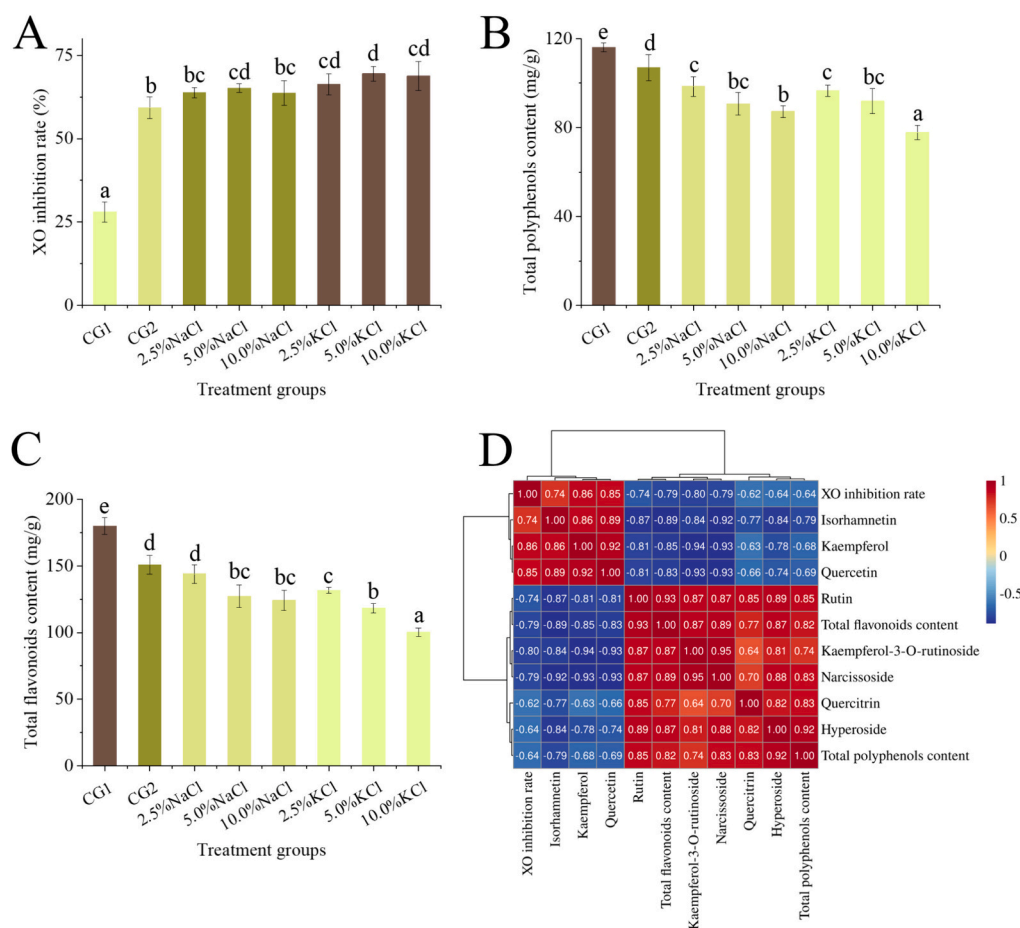 A
XO inhibition rate (%)
75
50
25
0
a
b
bc
cd
bc
cd
d
cd
CG1
CG2
2.5%NaCl
5.0%NaCl
10.0%NaCl
2.5%KCl
5.0%KCl
10.0%KCl
Treatment groups
B
Total polyphenols content (mg/g)
120
80
40
0
e
d
c
bc
b
c
bc
a
CG1
CG2
2.5%NaCl
5.0%NaCl
10.0%NaCl
2.5%KCl
5.0%KCl
10.0%KCl
Treatment groups
C
Total flavonoids content (mg/g)
200
150
100
50
0
e
d
d
bc
bc
c
b
a
CG1
CG2
2.5%NaCl
5.0%NaCl
10.0%NaCl
2.5%KCl
5.0%KCl
10.0%KCl
Treatment groups
D
1.00 0.74 0.86 0.85 -0.74 -0.79 -0.80 -0.79 -0.62 -0.64 -0.64 XO inhibition rate
0.74 1.00 0.86 0.89 -0.87 -0.89 -0.84 -0.92 -0.77 -0.84 -0.79 Isorhamnetin
0.86 0.86 1.00 0.92 -0.81 -0.85 -0.94 -0.93 -0.63 -0.78 -0.68 Kaempferol
0.85 0.89 0.92 1.00 -0.81 -0.83 -0.93 -0.93 -0.66 -0.74 -0.69 Quercetin
-0.74 -0.87 -0.81 -0.81 1.00 0.93 0.87 0.87 0.85 0.89 0.85 Rutin
-0.79 -0.89 -0.85 -0.83 0.93 1.00 0.87 0.89 0.77 0.87 0.82 Total flavonoids content
-0.80 -0.84 -0.94 -0.93 0.87 0.87 1.00 0.95 0.64 0.81 0.74 Kaempferol-3-O-rutinoside
-0.79 -0.92 -0.93 -0.93 0.87 0.89 0.95 1.00 0.70 0.88 0.83 Narcissoside
-0.62 -0.77 -0.63 -0.66 0.85 0.77 0.64 0.70 1.00 0.82 0.83 Quercitrin
-0.64 -0.84 -0.78 -0.74 0.89 0.87 0.81 0.88 0.82 1.00 0.92 Hyperoside
-0.64 -0.79 -0.68 -0.69 0.85 0.82 0.74 0.83 0.83 0.92 1.00 Total polyphenols content
XO inhibition rate
Isorhamnetin
Kaempferol
Quercetin
Rutin
Total flavonoids content
Kaempferol-3-O-rutinoside
Narcissoside
Quercitrin
Hyperoside
Total polyphenols content
1
0.5
0
-0.5